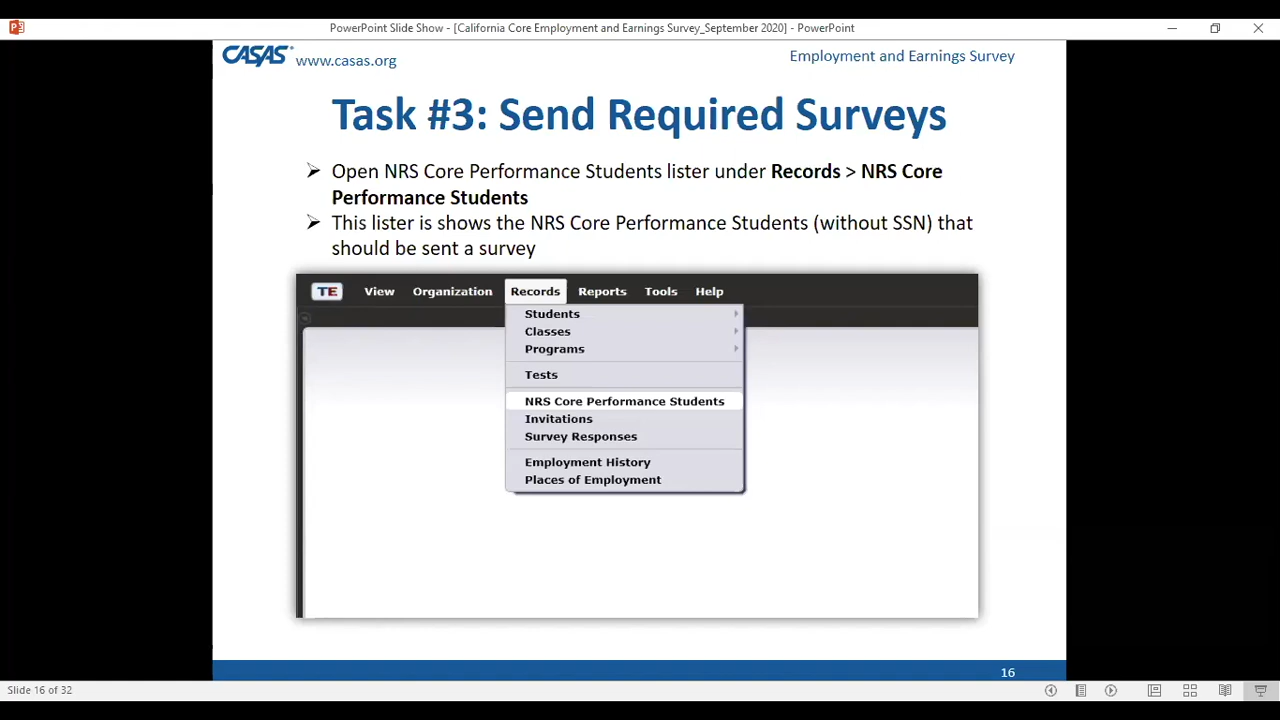 PowerPoint Slide Show - [California Core Employment and Earnings Survey_September 2020] - PowerPoint
CASAS www.casas.org
Employment and Earnings Survey
Task #3: Send Required Surveys
➢ Open NRS Core Performance Students lister under Records > NRS Core
Performance Students
➢ This lister is shows the NRS Core Performance Students (without SSN) that
should be sent a survey
TE View Organization Records Reports Tools Help
Students
Classes
Programs
Tests
NRS Core Performance Students
Invitations
Survey Responses
Employment History
Places of Employment
16
Slide 16 of 32